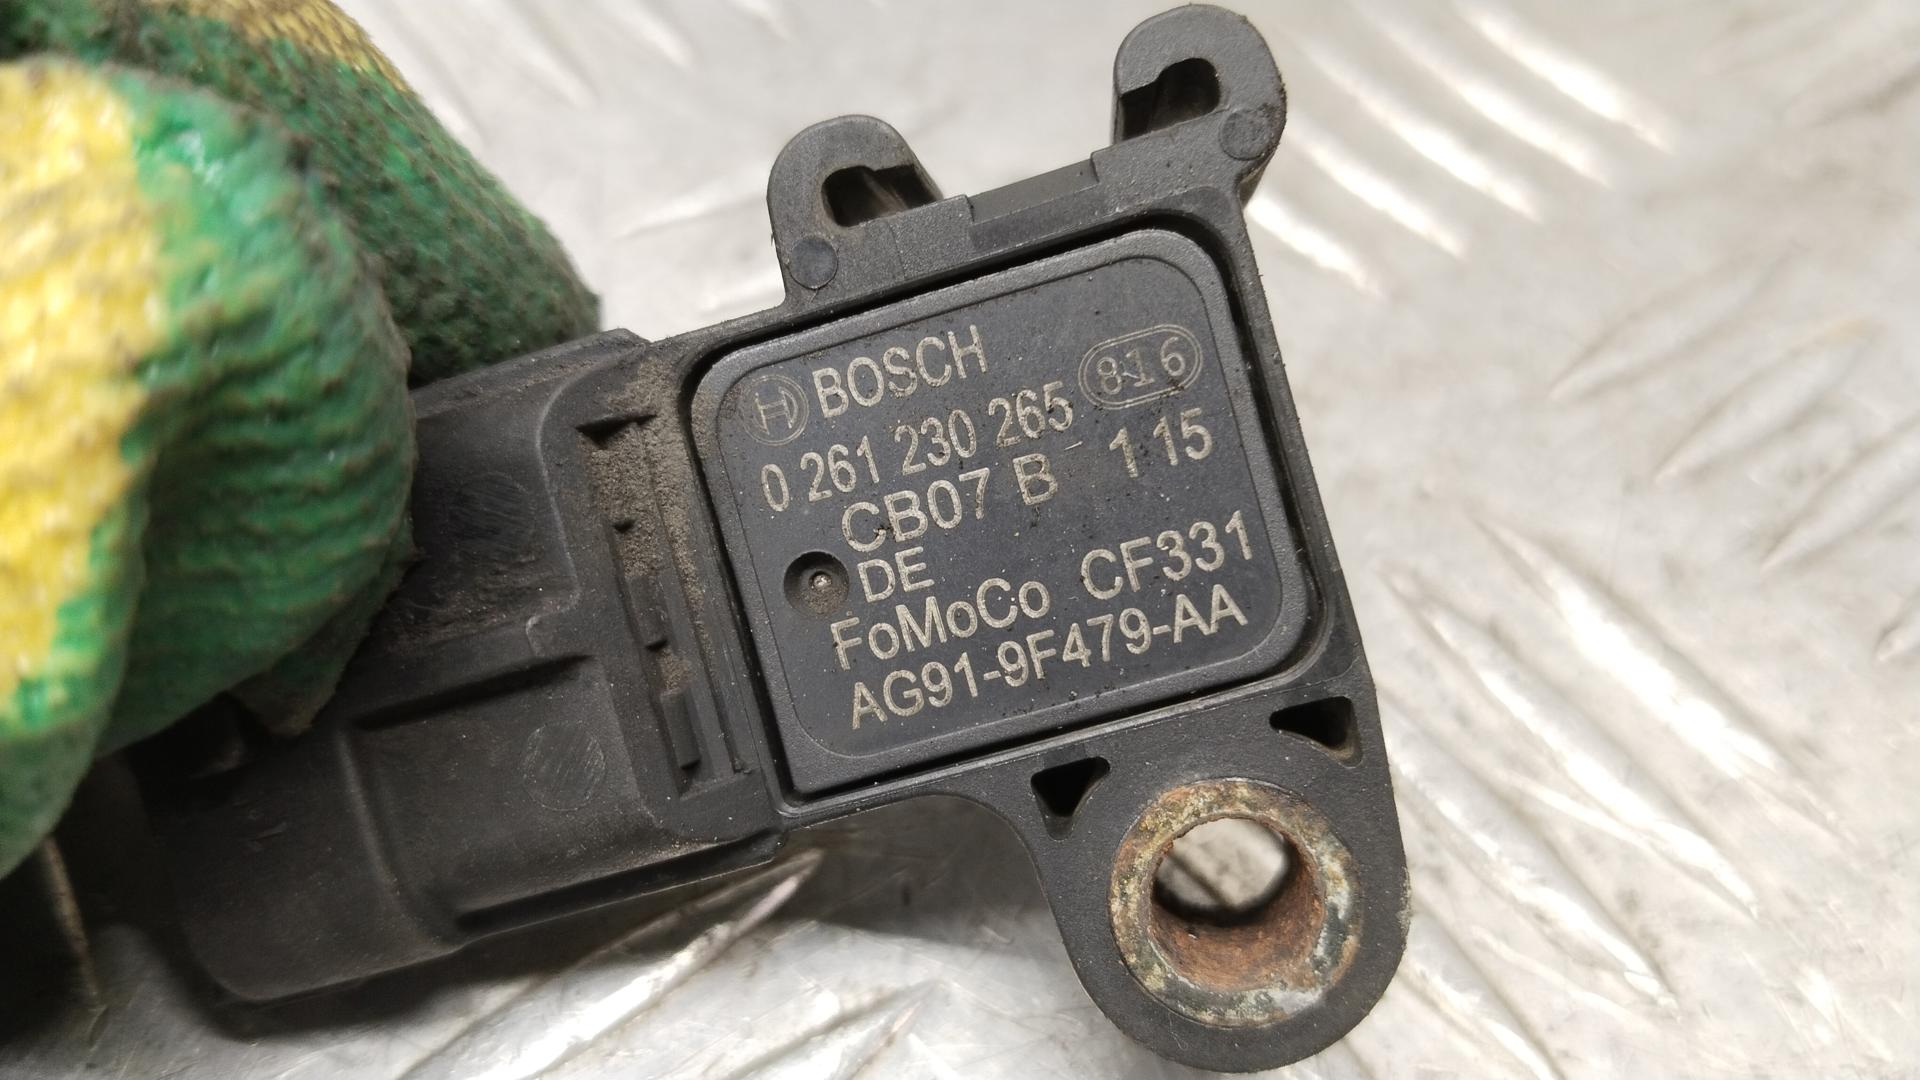 BOSCH 816
0 261 230 265
CB07 B 1 15
DE
FoMoCo CF331
AG91-9F479-AA